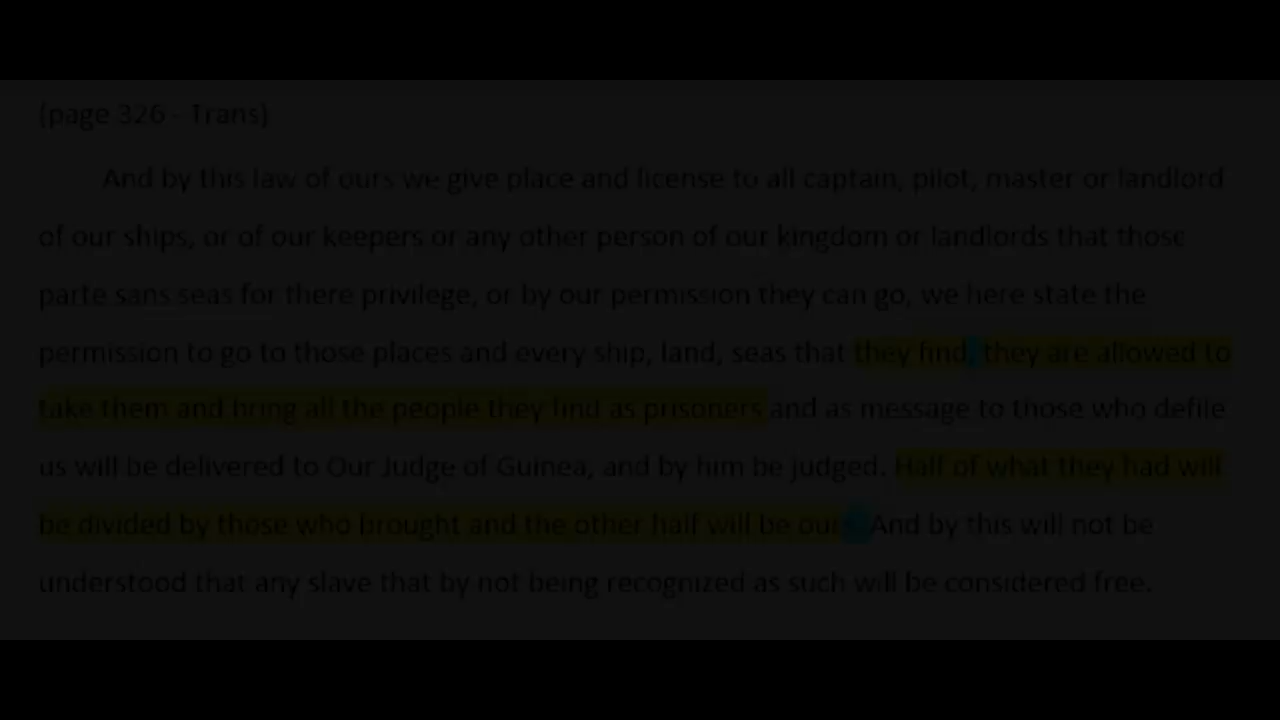 (page 326 - Trans)
And by this law of ours we give place and license to all captain, pilot, master or landlord
of our ships, or of our keepers or any other person of our kingdom or landlords that those
parte sans seas for there privilege, or by our permission they can go, we here state the
permission to go to those places and every ship, land, seas that they find, they are allowed to
take them and bring all the people they find as prisoners and as message to those who defile
us will be delivered to Our Judge of Guinea, and by him be judged. Half of what they had will
be divided by those who brought and the other half will be ours. And by this will not be
understood that any slave that by not being recognized as such will be considered free.